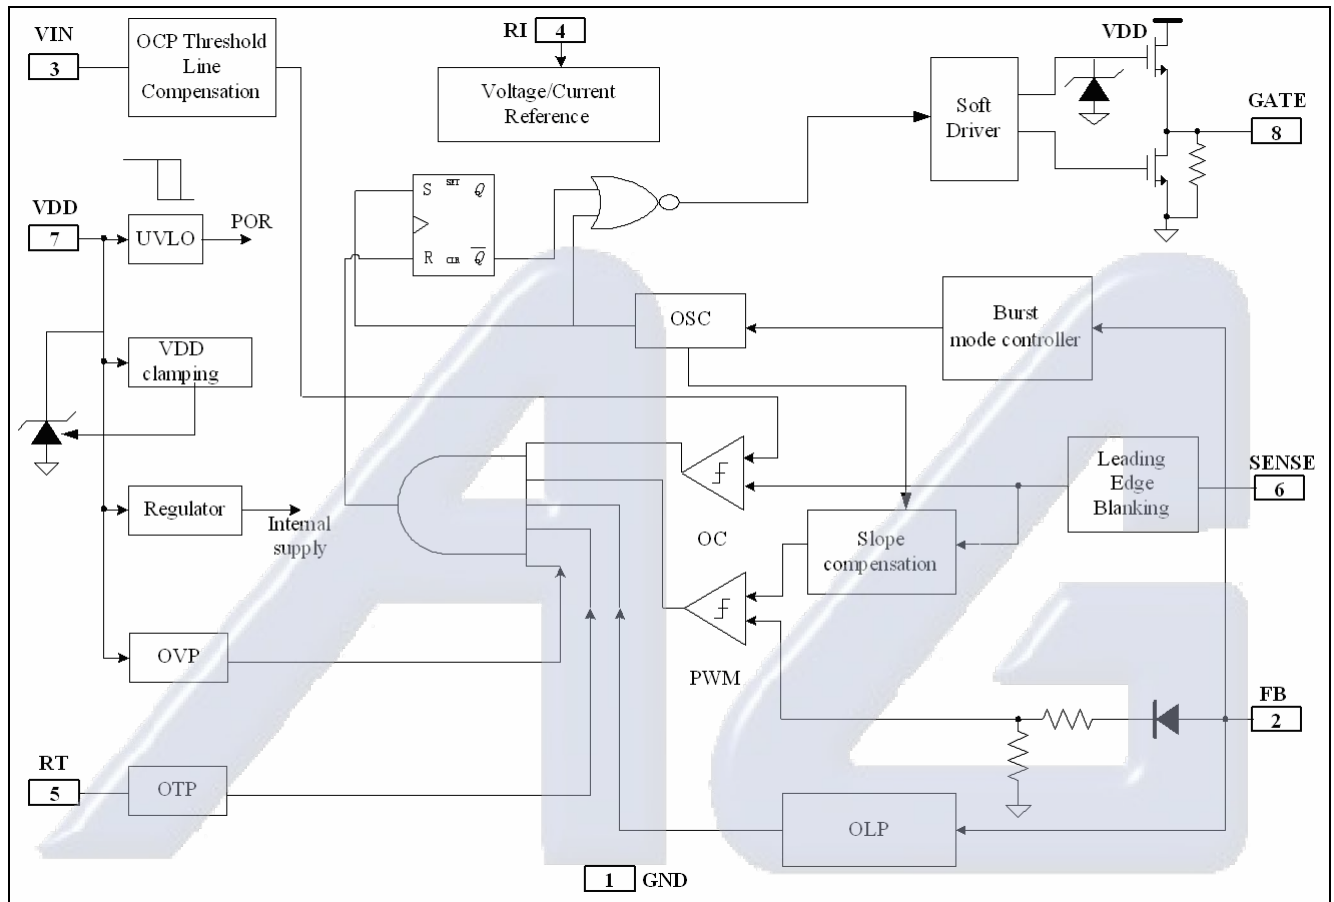 VIN
3
OCP Threshold
Line
Compensation
RI
4
Voltage/Current
Reference
VDD
Soft
Driver
GATE
8
VDD
7
UVLO
POR
S
SET
Q
R
CLR
Q
OSC
Burst
mode controller
VDD
clamping
Regulator
Internal
supply
OC
Slope
compensation
Leading
Edge
Blanking
SENSE
6
OVP
PWM
FB
2
RT
5
OTP
OLP
1
GND
AG